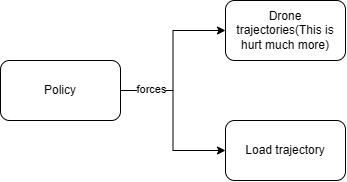 Drone
trajectories(This is
hurt much more)
Policy
forces
Load trajectory